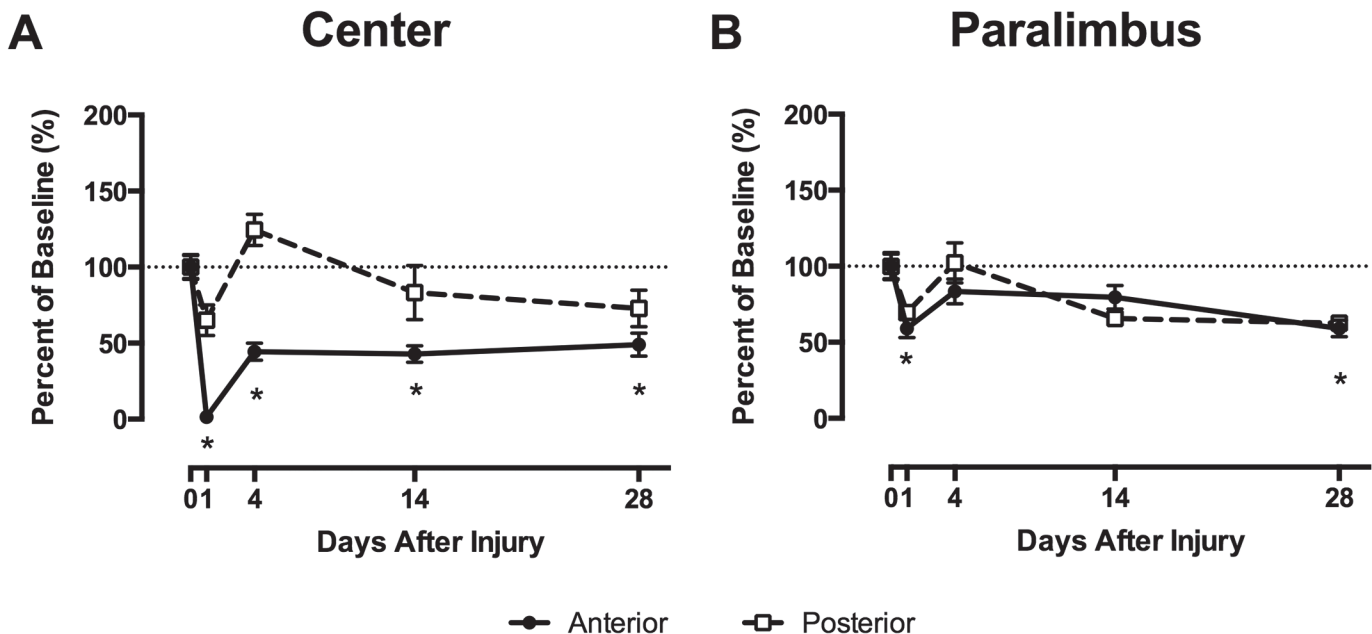 A Center
Percent of Baseline (%)
200
150
100
50
0
* * * *
0 1 4 14 28
Days After Injury
B Paralimbus
Percent of Baseline (%)
200
150
100
50
0
* *
0 1 4 14 28
Days After Injury
Anterior Posterior